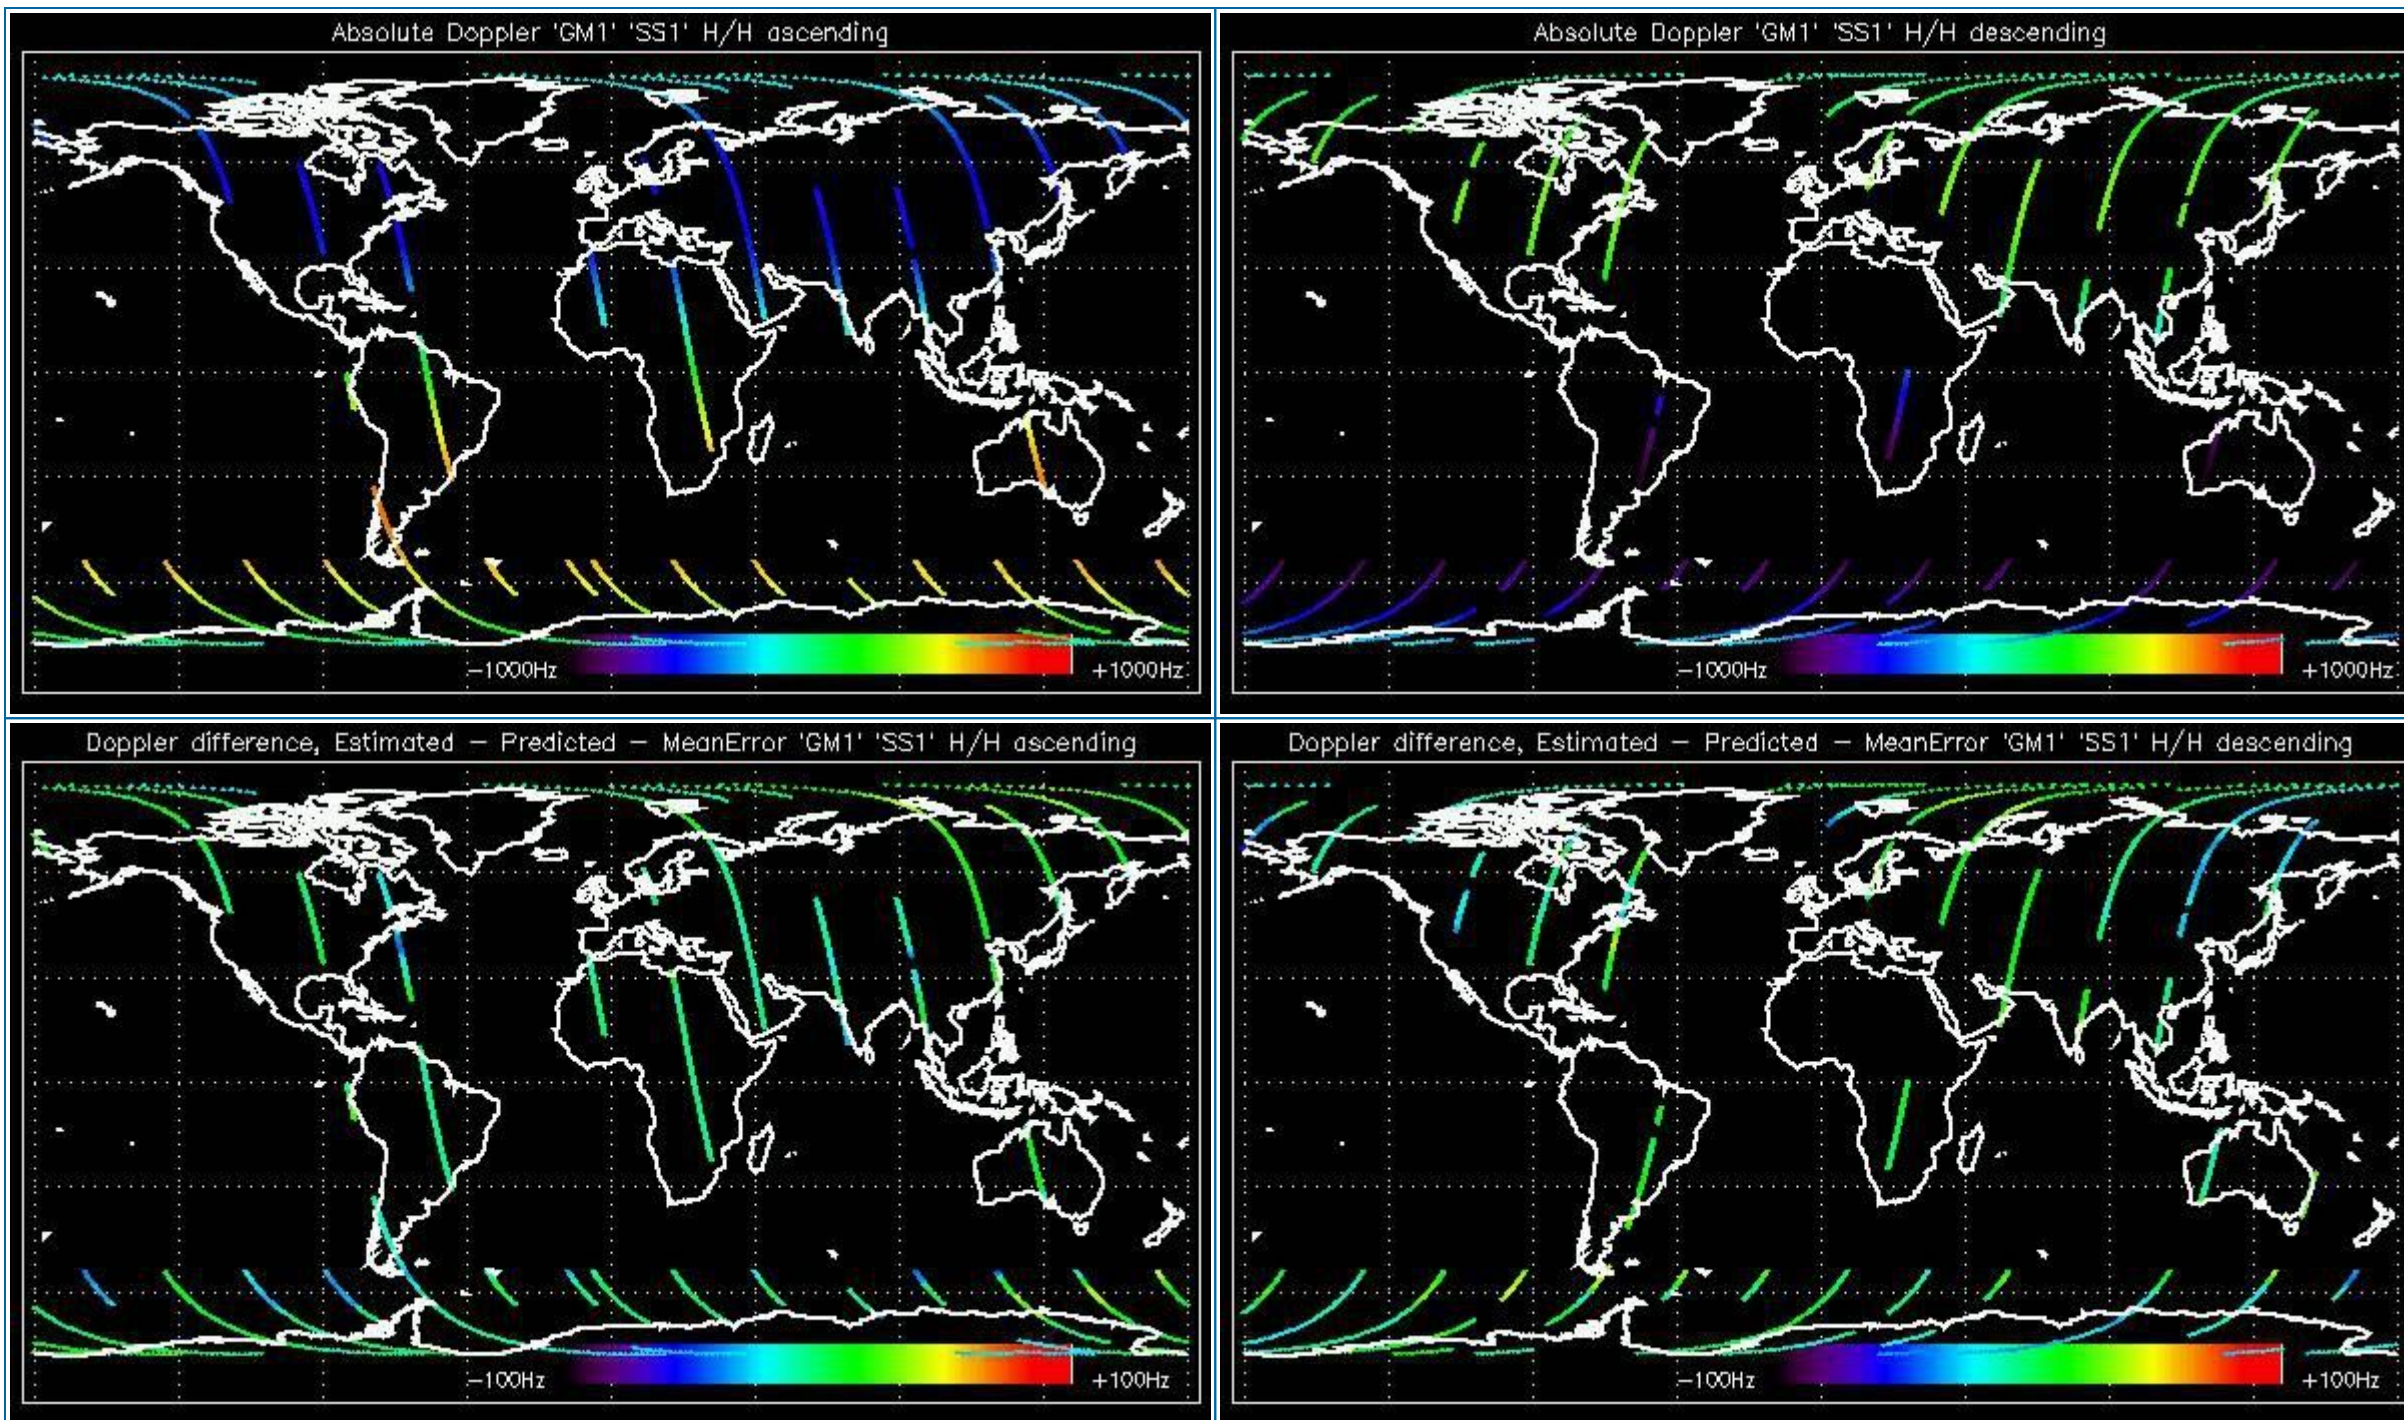 Absolute Doppler 'GM1' 'SS1' H/H ascending
-1000Hz
+1000Hz
Absolute Doppler 'GM1' 'SS1' H/H descending
-1000Hz
+1000Hz
Doppler difference, Estimated - Predicted - MeanError 'GM1' 'SS1' H/H ascending
-100Hz
+100Hz
Doppler difference, Estimated - Predicted - MeanError 'GM1' 'SS1' H/H descending
-100Hz
+100Hz